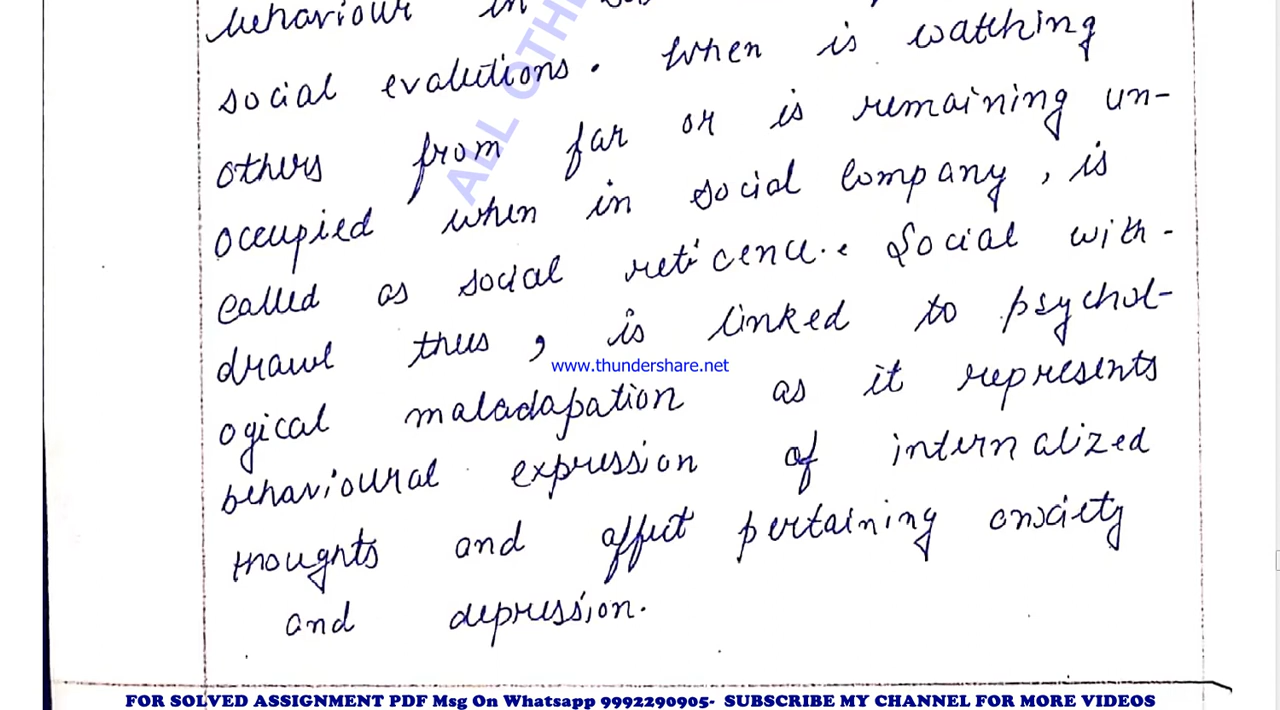 behaviour in
social evalutions. When is watching
others from far or is remaining un-
occupied when in social company, is
called as social reticence. Social with-
drawl thus, is linked to psychol-
www.thundershare.net
ogical maladapation as it represents
behavioural expression of internalized
thoughts and affect pertaining anxiety
and depression.
ALL OTHE
FOR SOLVED ASSIGNMENT PDF Msg On Whatsapp 9992290905- SUBSCRIBE MY CHANNEL FOR MORE VIDEOS